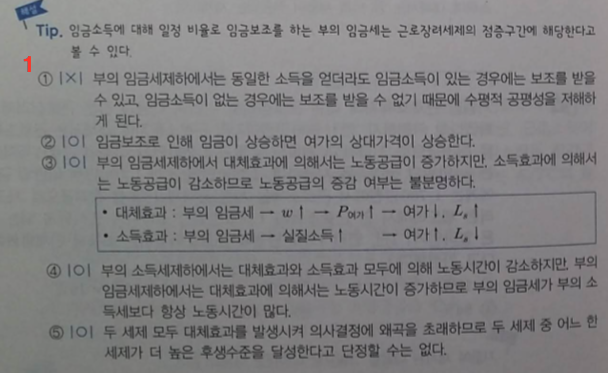 해설
Tip. 임금소득에 대해 일정 비율로 임금보조를 하는 부의 임금세는 근로장려세제의 점증구간에 해당한다고
볼 수 있다.
1
① |×| 부의 임금세제하에서는 동일한 소득을 얻더라도 임금소득이 있는 경우에는 보조를 받을
수 있고, 임금소득이 없는 경우에는 보조를 받을 수 없기 때문에 수평적 공평성을 저해하
게 된다.
② |○| 임금보조로 인해 임금이 상승하면 여가의 상대가격이 상승한다.
③ |○| 부의 임금세제하에서 대체효과에 의해서는 노동공급이 증가하지만, 소득효과에 의해서
는 노동공급이 감소하므로 노동공급의 증감 여부는 불분명하다.
• 대체효과 : 부의 임금세 → w↑ → P여가↑ → 여가↓, Ls↑
• 소득효과 : 부의 임금세 → 실질소득↑ → 여가↑, Ls↓
④ |○| 부의 소득세제하에서는 대체효과와 소득효과 모두에 의해 노동시간이 감소하지만, 부의
임금세제하에서는 대체효과에 의해서는 노동시간이 증가하므로 부의 임금세가 부의 소
득세보다 항상 노동시간이 많다.
⑤ |○| 두 세제 모두 대체효과를 발생시켜 의사결정에 왜곡을 초래하므로 두 세제 중 어느 한
세제가 더 높은 후생수준을 달성한다고 단정할 수는 없다.